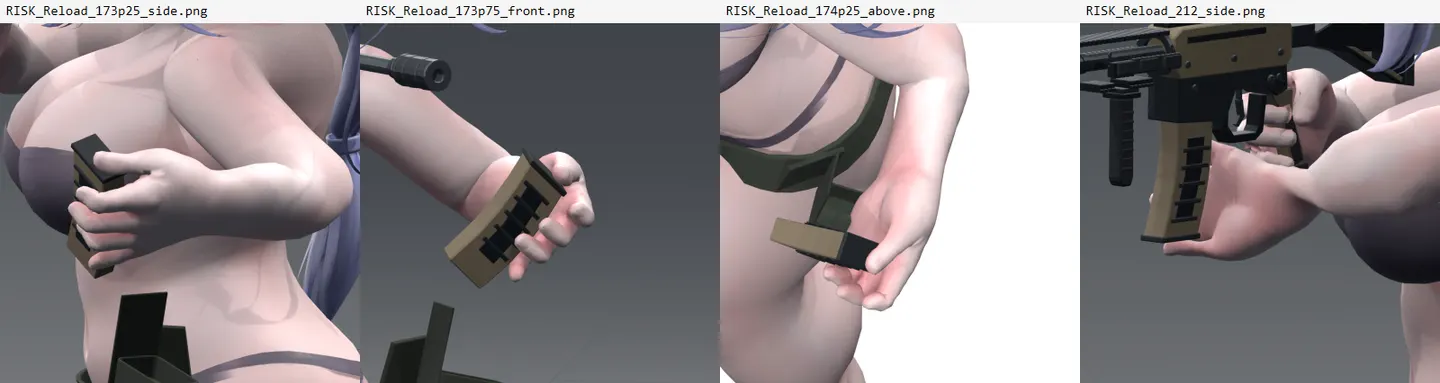 RISK_Reload_173p25_side.png
RISK_Reload_173p75_front.png
RISK_Reload_174p25_above.png
RISK_Reload_212_side.png